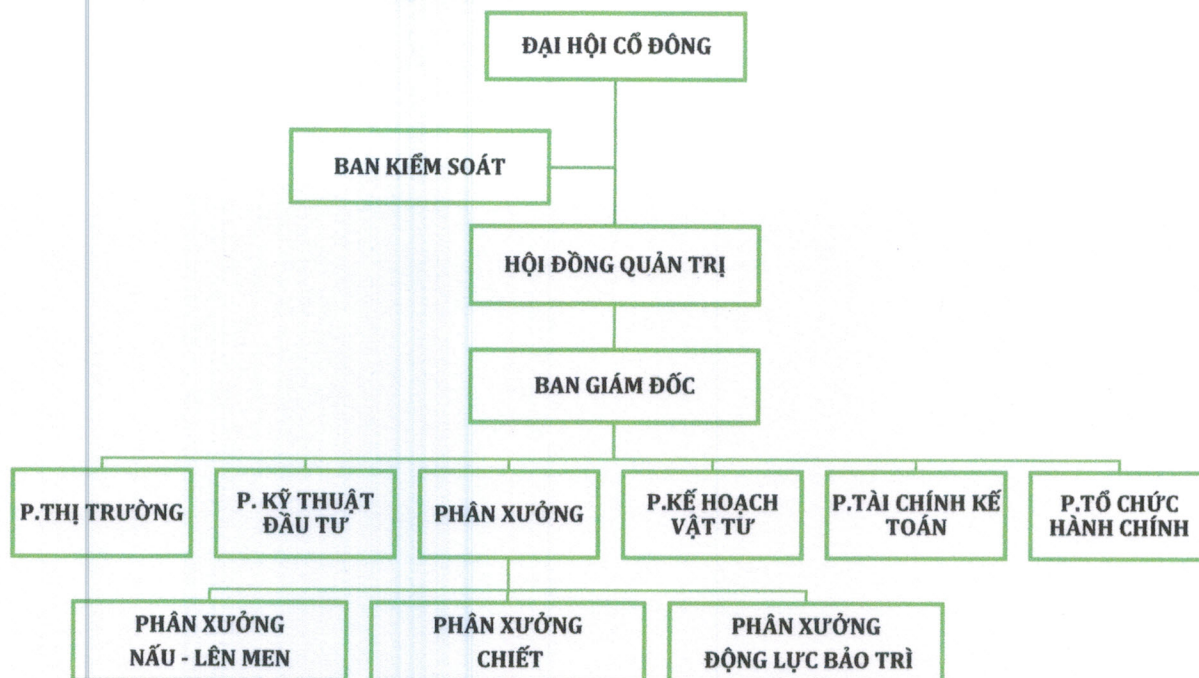 ĐẠI HỘI CỔ ĐÔNG
BAN KIỂM SOÁT
HỘI ĐỒNG QUẢN TRỊ
BAN GIÁM ĐỐC
P.THỊ TRƯỜNG
P. KỸ THUẬT
ĐẦU TƯ
PHÂN XƯỞNG
P.KẾ HOẠCH
VẬT TƯ
P.TÀI CHÍNH KẾ
TOÁN
P.TỔ CHỨC
HÀNH CHÍNH
PHÂN XƯỞNG
NẤU - LÊN MEN
PHÂN XƯỞNG
CHIẾT
PHÂN XƯỞNG
ĐỘNG LỰC BẢO TRÌ